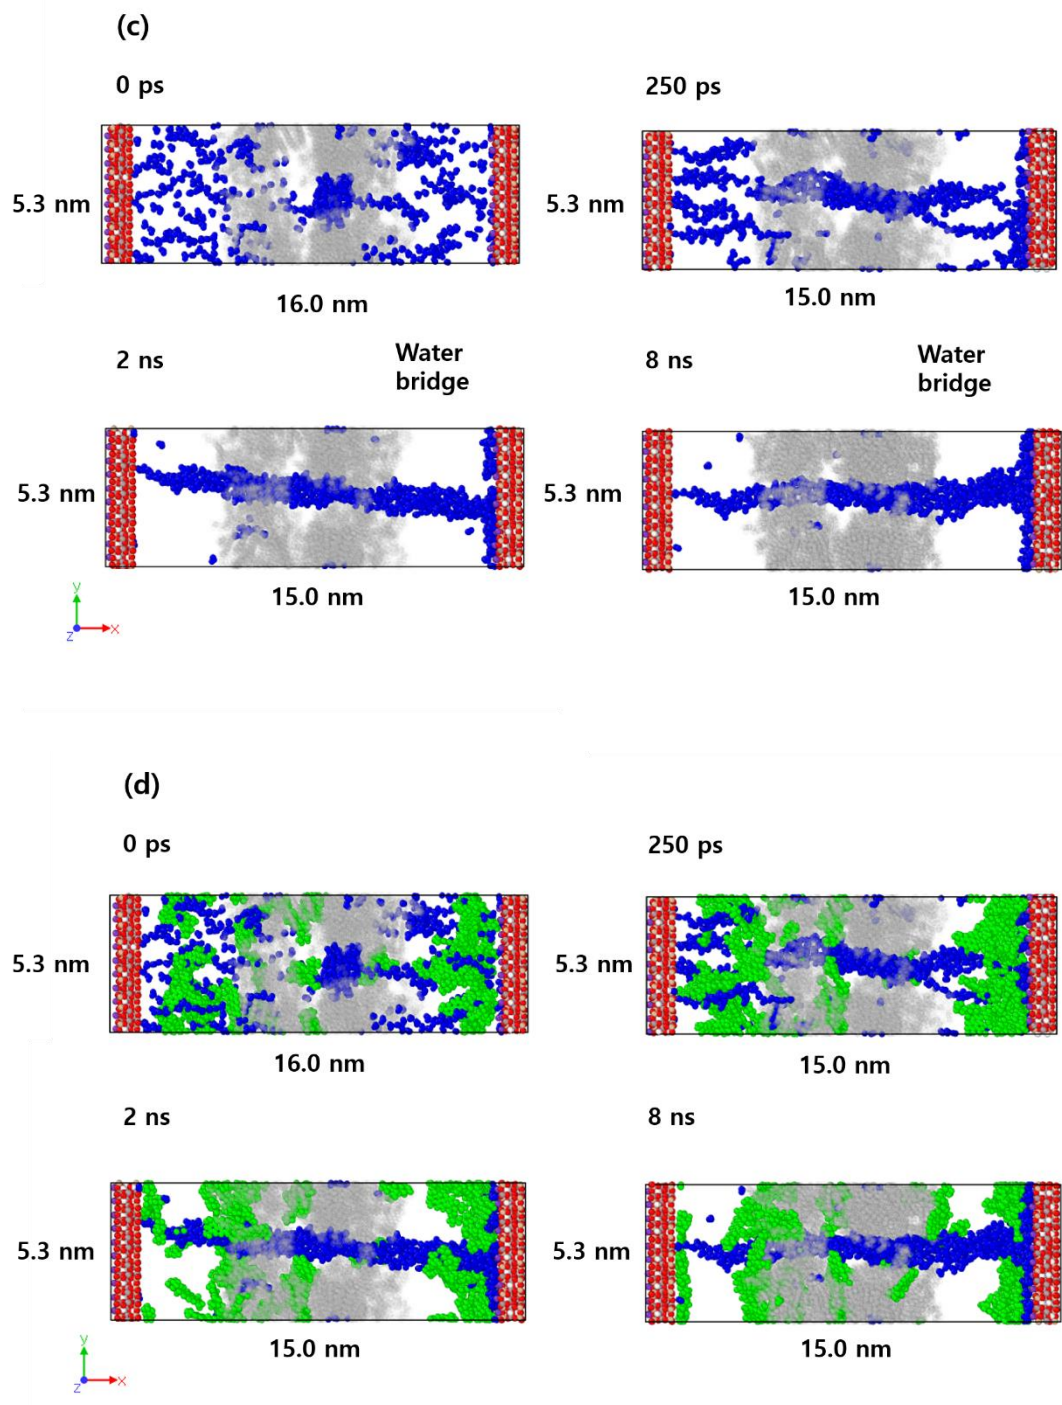 (c)
0 ps
250 ps
5.3 nm
5.3 nm
16.0 nm
15.0 nm
2 ns
Water
bridge
8 ns
Water
bridge
5.3 nm
5.3 nm
15.0 nm
15.0 nm
y
z
x
(d)
0 ps
250 ps
5.3 nm
5.3 nm
16.0 nm
15.0 nm
2 ns
8 ns
5.3 nm
5.3 nm
15.0 nm
15.0 nm
y
z
x